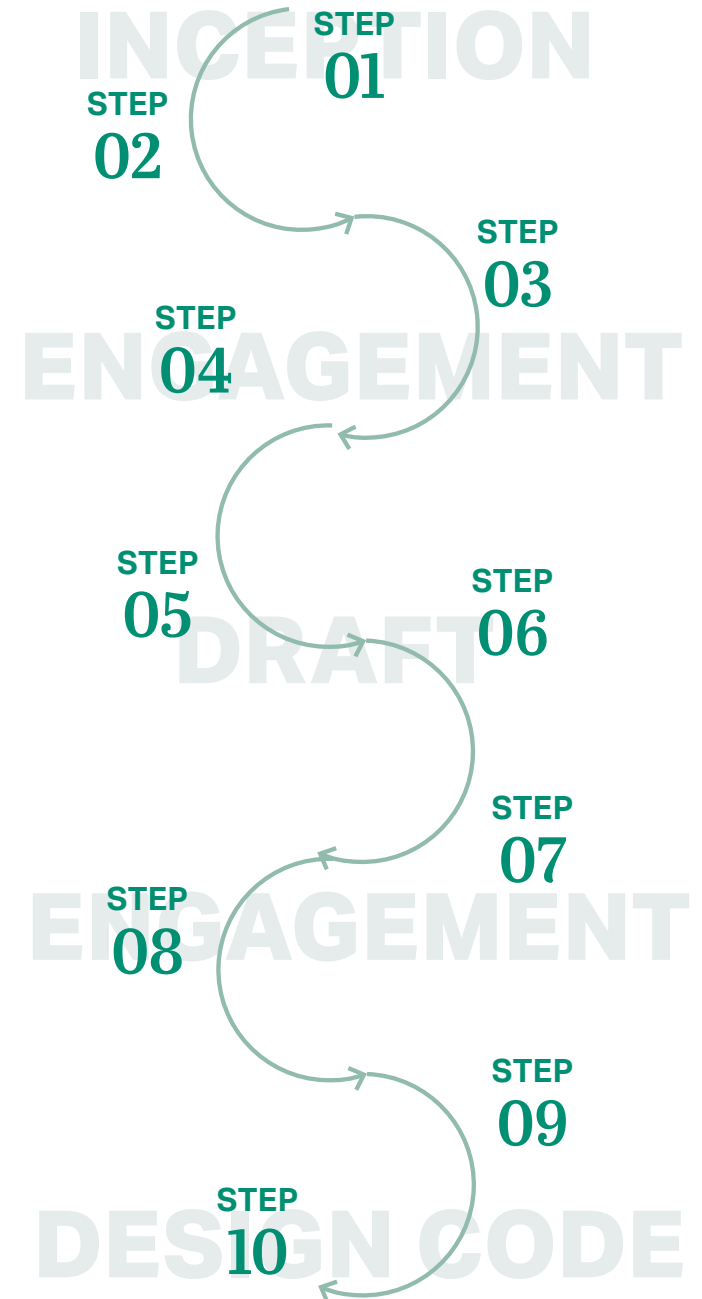 INCEPTION
STEP
01
STEP
02
STEP
03
STEP
04
ENGAGEMENT
STEP
05
STEP
06
DRAFT
STEP
07
STEP
08
ENGAGEMENT
STEP
09
STEP
10
DESIGN CODE